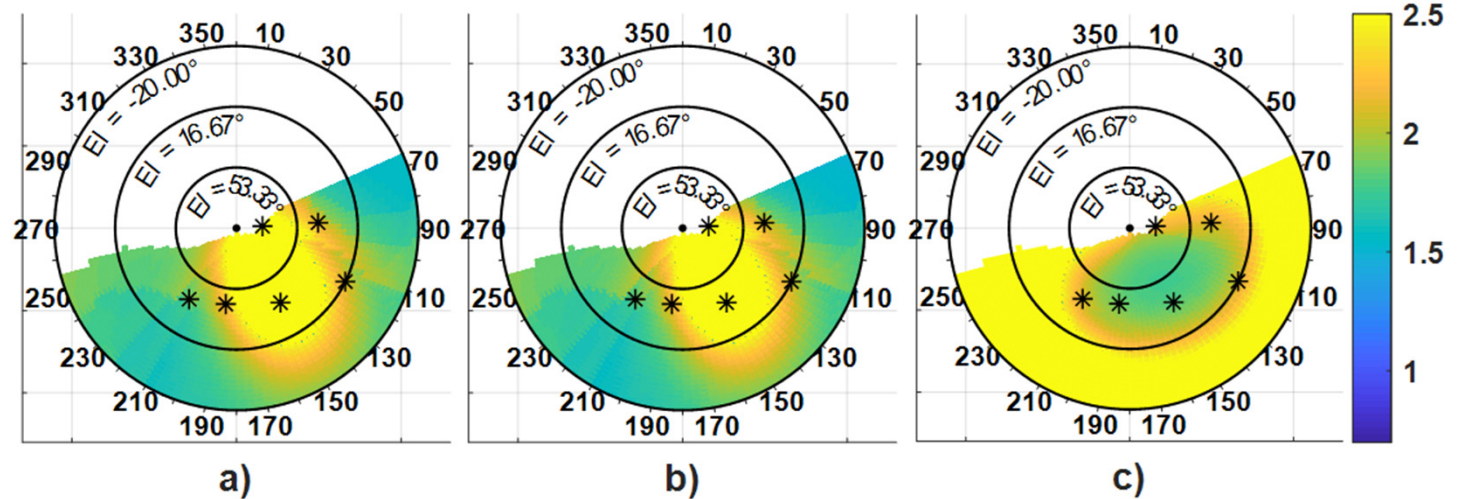 350 10
330 30
310 50
290 70
270 90
250 110
230 130
210 150
190 170
El = -20.00°
El = 16.67°
El = 53.33°
a)
350 10
330 30
310 50
290 70
270 90
250 110
230 130
210 150
190 170
El = -20.00°
El = 16.67°
El = 53.33°
b)
350 10
330 30
310 50
290 70
270 90
250 110
230 130
210 150
190 170
El = -20.00°
El = 16.67°
El = 53.33°
c)
2.5
2
1.5
1